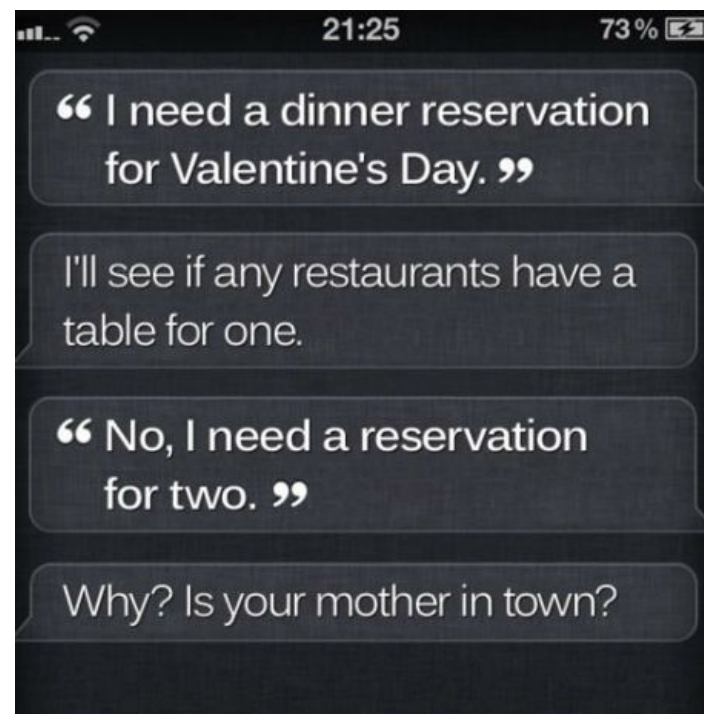 21:25 73%
“ I need a dinner reservation
for Valentine's Day. ”
I'll see if any restaurants have a
table for one.
“ No, I need a reservation
for two. ”
Why? Is your mother in town?